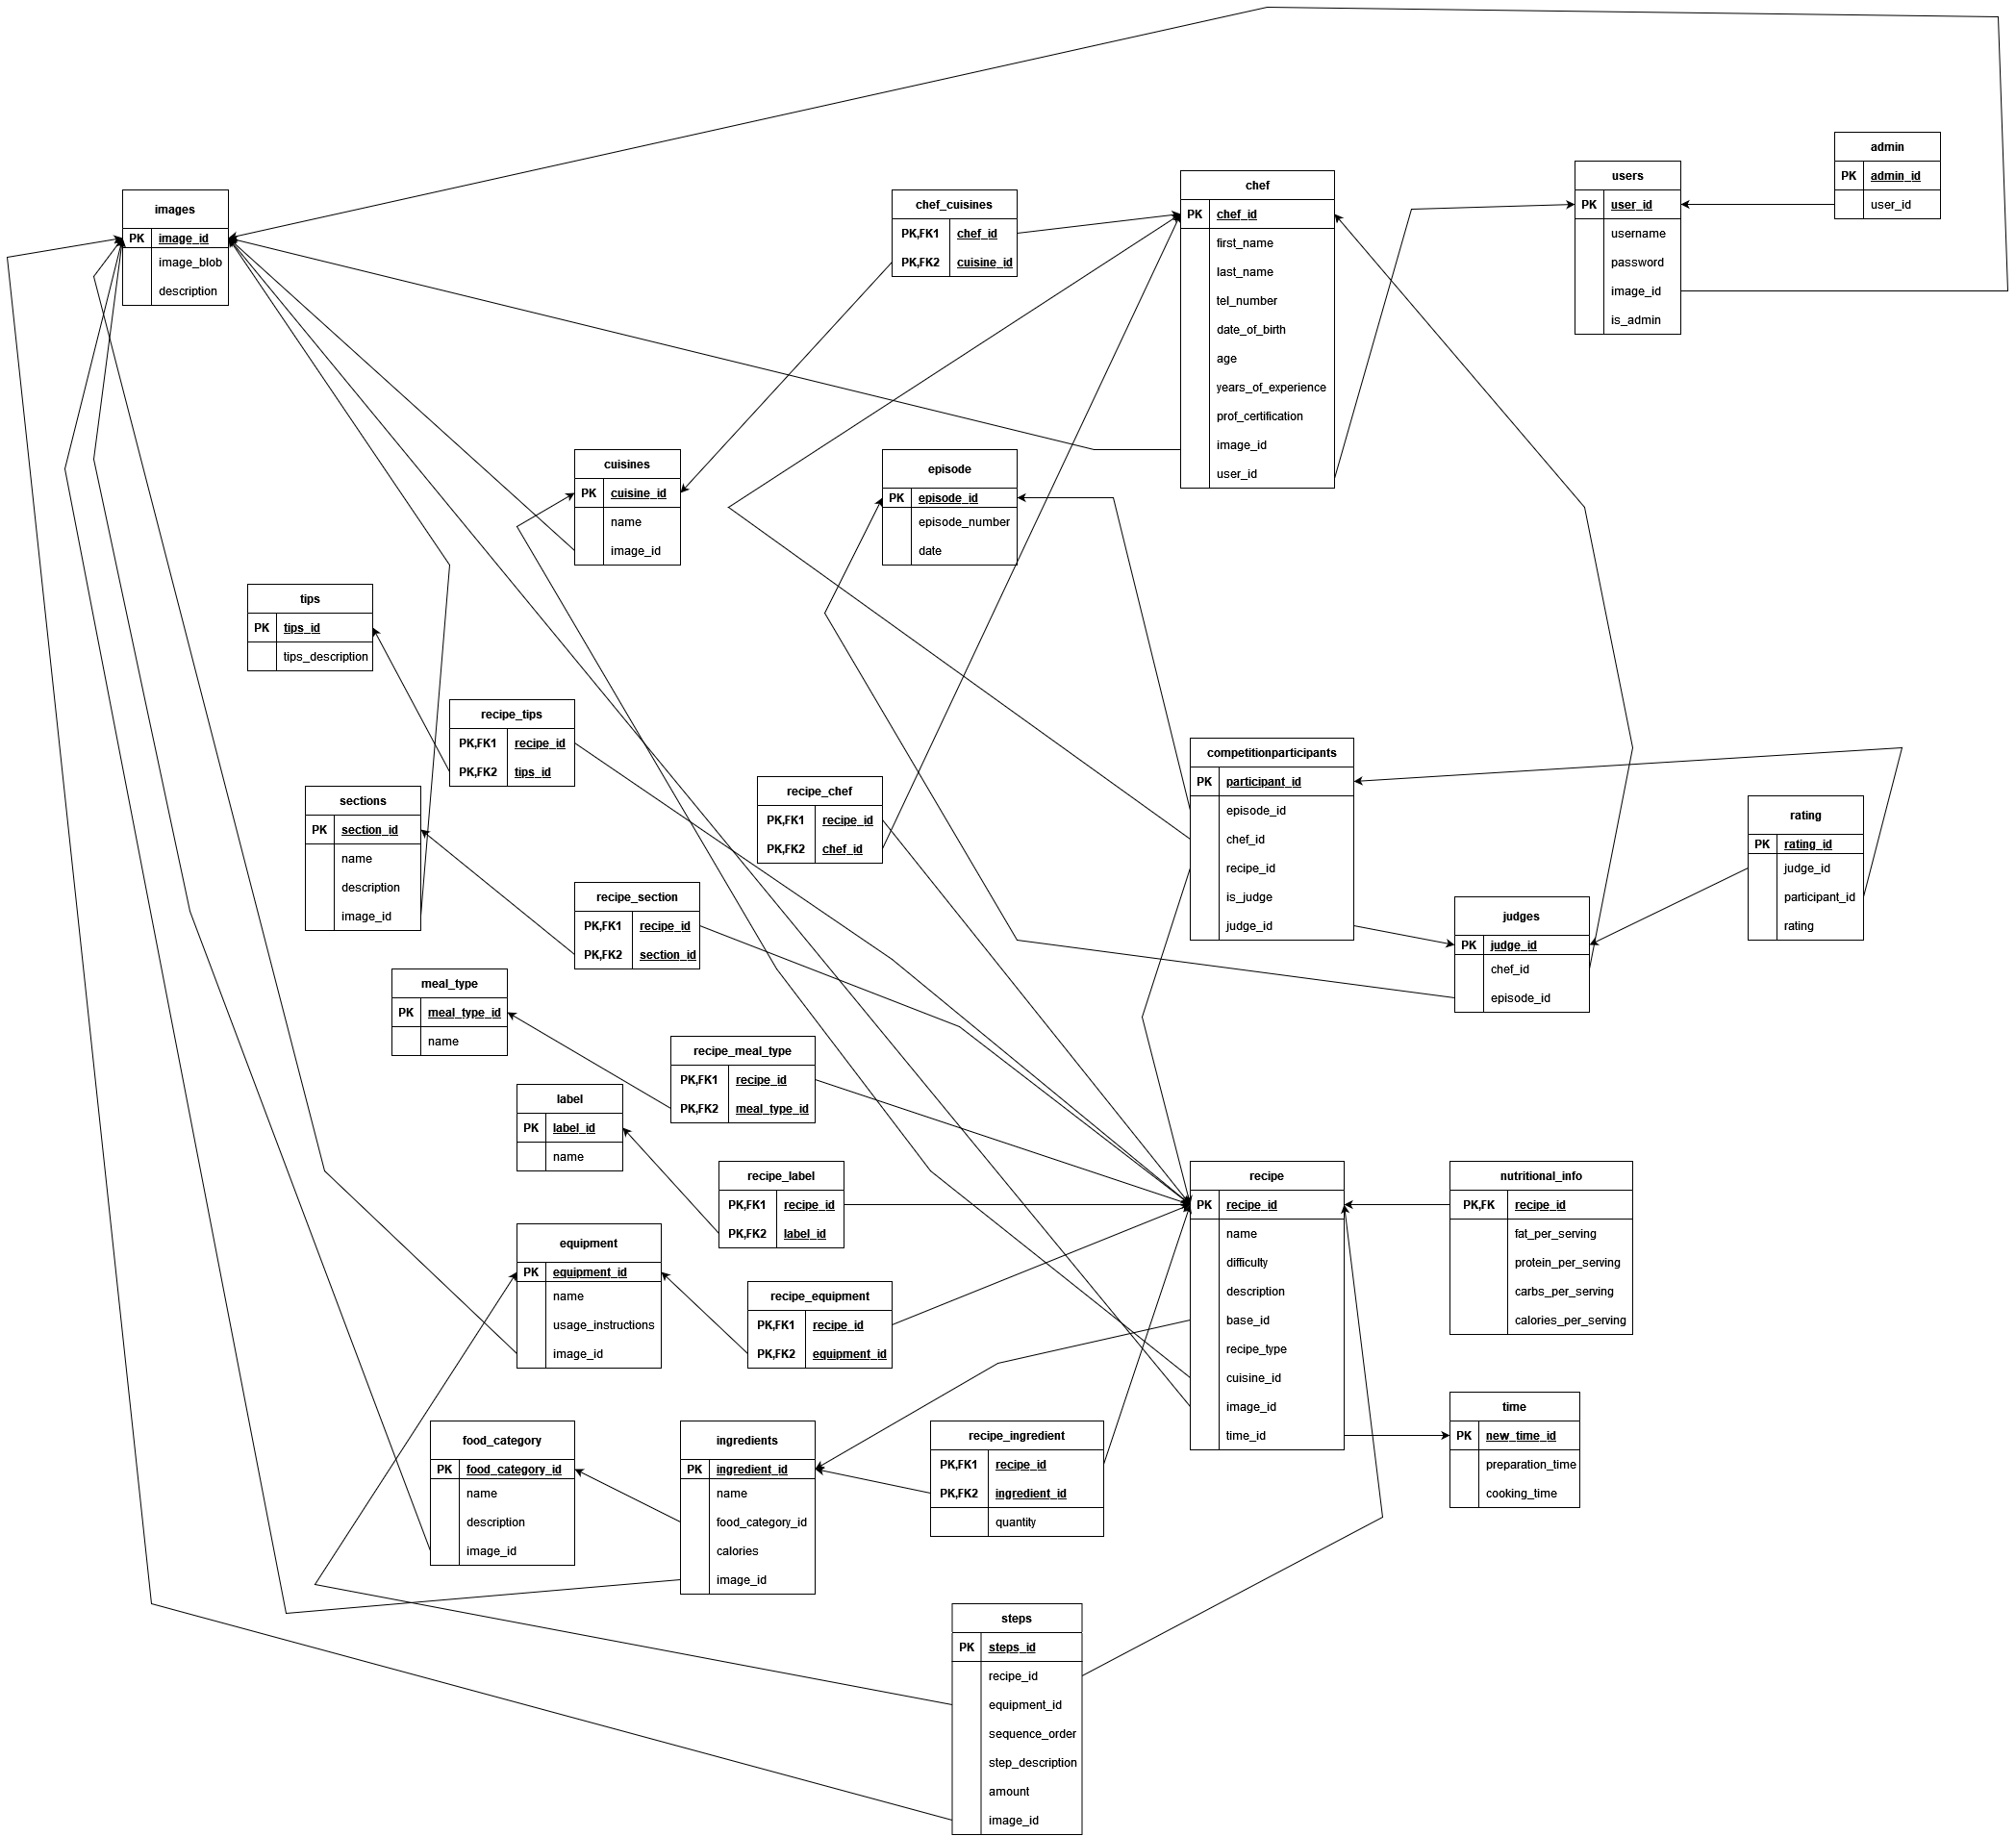 admin
PK admin_id
user_id
users
PK user_id
username
password
image_id
is_admin
chef
PK chef_id
first_name
last_name
tel_number
date_of_birth
age
years_of_experience
prof_certification
image_id
user_id
images
PK image_id
image_blob
description
chef_cuisines
PK,FK1 chef_id
PK,FK2 cuisine_id
cuisines
PK cuisine_id
name
image_id
episode
PK episode_id
episode_number
date
tips
PK tips_id
tips_description
recipe_tips
PK,FK1 recipe_id
PK,FK2 tips_id
competitionparticipants
PK participant_id
episode_id
chef_id
recipe_id
is_judge
judge_id
recipe_chef
PK,FK1 recipe_id
PK,FK2 chef_id
sections
PK section_id
name
description
image_id
rating
PK rating_id
judge_id
participant_id
rating
recipe_section
PK,FK1 recipe_id
PK,FK2 section_id
judges
PK judge_id
chef_id
episode_id
meal_type
PK meal_type_id
name
recipe_meal_type
PK,FK1 recipe_id
PK,FK2 meal_type_id
label
PK label_id
name
recipe_label
PK,FK1 recipe_id
PK,FK2 label_id
recipe
PK recipe_id
name
difficulty
description
base_id
recipe_type
cuisine_id
image_id
time_id
nutritional_info
PK,FK recipe_id
fat_per_serving
protein_per_serving
carbs_per_serving
calories_per_serving
equipment
PK equipment_id
name
usage_instructions
image_id
recipe_equipment
PK,FK1 recipe_id
PK,FK2 equipment_id
time
PK new_time_id
preparation_time
cooking_time
food_category
PK food_category_id
name
description
image_id
ingredients
PK ingredient_id
name
food_category_id
calories
image_id
recipe_ingredient
PK,FK1 recipe_id
PK,FK2 ingredient_id
quantity
steps
PK steps_id
recipe_id
equipment_id
sequence_order
step_description
amount
image_id